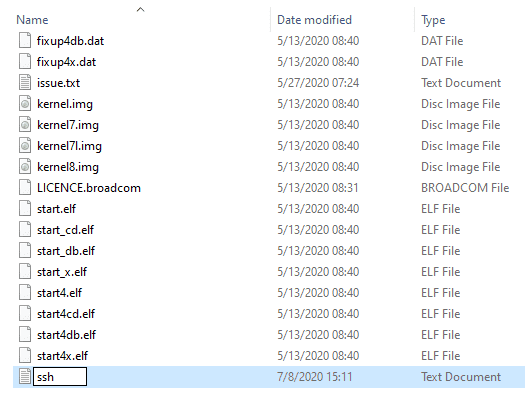 Name Date modified Type
fixup4db.dat 5/13/2020 08:40 DAT File
fixup4x.dat 5/13/2020 08:40 DAT File
issue.txt 5/27/2020 07:24 Text Document
kernel.img 5/13/2020 08:40 Disc Image File
kernel7.img 5/13/2020 08:40 Disc Image File
kernel7l.img 5/13/2020 08:40 Disc Image File
kernel8.img 5/13/2020 08:40 Disc Image File
LICENCE.broadcom 5/13/2020 08:31 BROADCOM File
start.elf 5/13/2020 08:40 ELF File
start_cd.elf 5/13/2020 08:40 ELF File
start_db.elf 5/13/2020 08:40 ELF File
start_x.elf 5/13/2020 08:40 ELF File
start4.elf 5/13/2020 08:40 ELF File
start4cd.elf 5/13/2020 08:40 ELF File
start4db.elf 5/13/2020 08:40 ELF File
start4x.elf 5/13/2020 08:40 ELF File
ssh 7/8/2020 15:11 Text Document